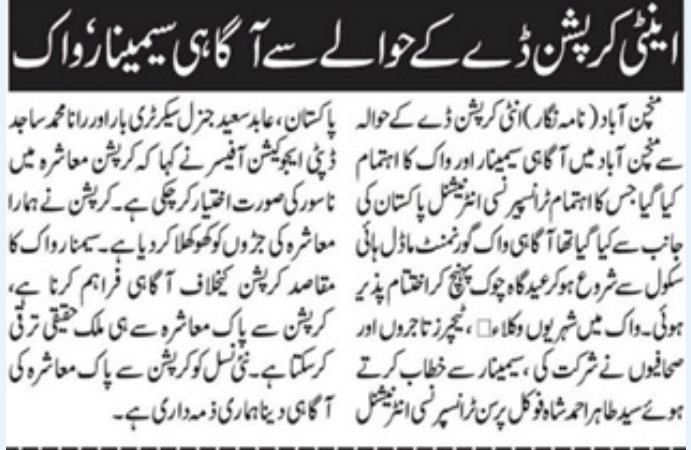 اینٹی کرپشن ڈے کے حوالے سے آگاہی سیمینار، واک
منچن آباد (نامہ نگار) انٹی کرپشن ڈے کے حوالہ
سے منچن آباد میں آگاہی سیمینار اور واک کا اہتمام
کیا گیا جس کا اہتمام ٹرانسپرنسی انٹرنیشنل پاکستان کی
جانب سے کیا گیا تھا آگاہی واک گورنمنٹ ماڈل ہائی
سکول سے شروع ہو کر عید گاہ چوک پہنچ کر اختتام پذیر
ہوئی۔ واک میں شہریوں وکلاء□ ، ٹیچرز تاجروں اور
صحافیوں نے شرکت کی ، سیمینار سے خطاب کرتے
ہوئے سید طاہر احمد شاہ فوکل پرسن ٹرانسپرنسی انٹرنیشنل
پاکستان، عابد سعید جنرل سیکرٹری بار اور رانا محمد ساجد
ڈپٹی ایجوکیشن آفیسر نے کہا کہ کرپشن معاشرہ میں
ناسور کی صورت اختیار کر چکی ہے۔ کرپشن نے ہمارا
معاشرہ کی جڑوں کو کھوکھلا کر دیا ہے۔ سیمنار واک کا
مقاصد کرپشن کیخلاف آگاہی فراہم کرنا ہے،
کرپشن سے پاک معاشرہ سے ہی ملک حقیقی ترقی
کر سکتا ہے۔ نئی نسل کو کرپشن سے پاک معاشرہ کی
آگاہی دینا ہماری ذمہ داری ہے۔